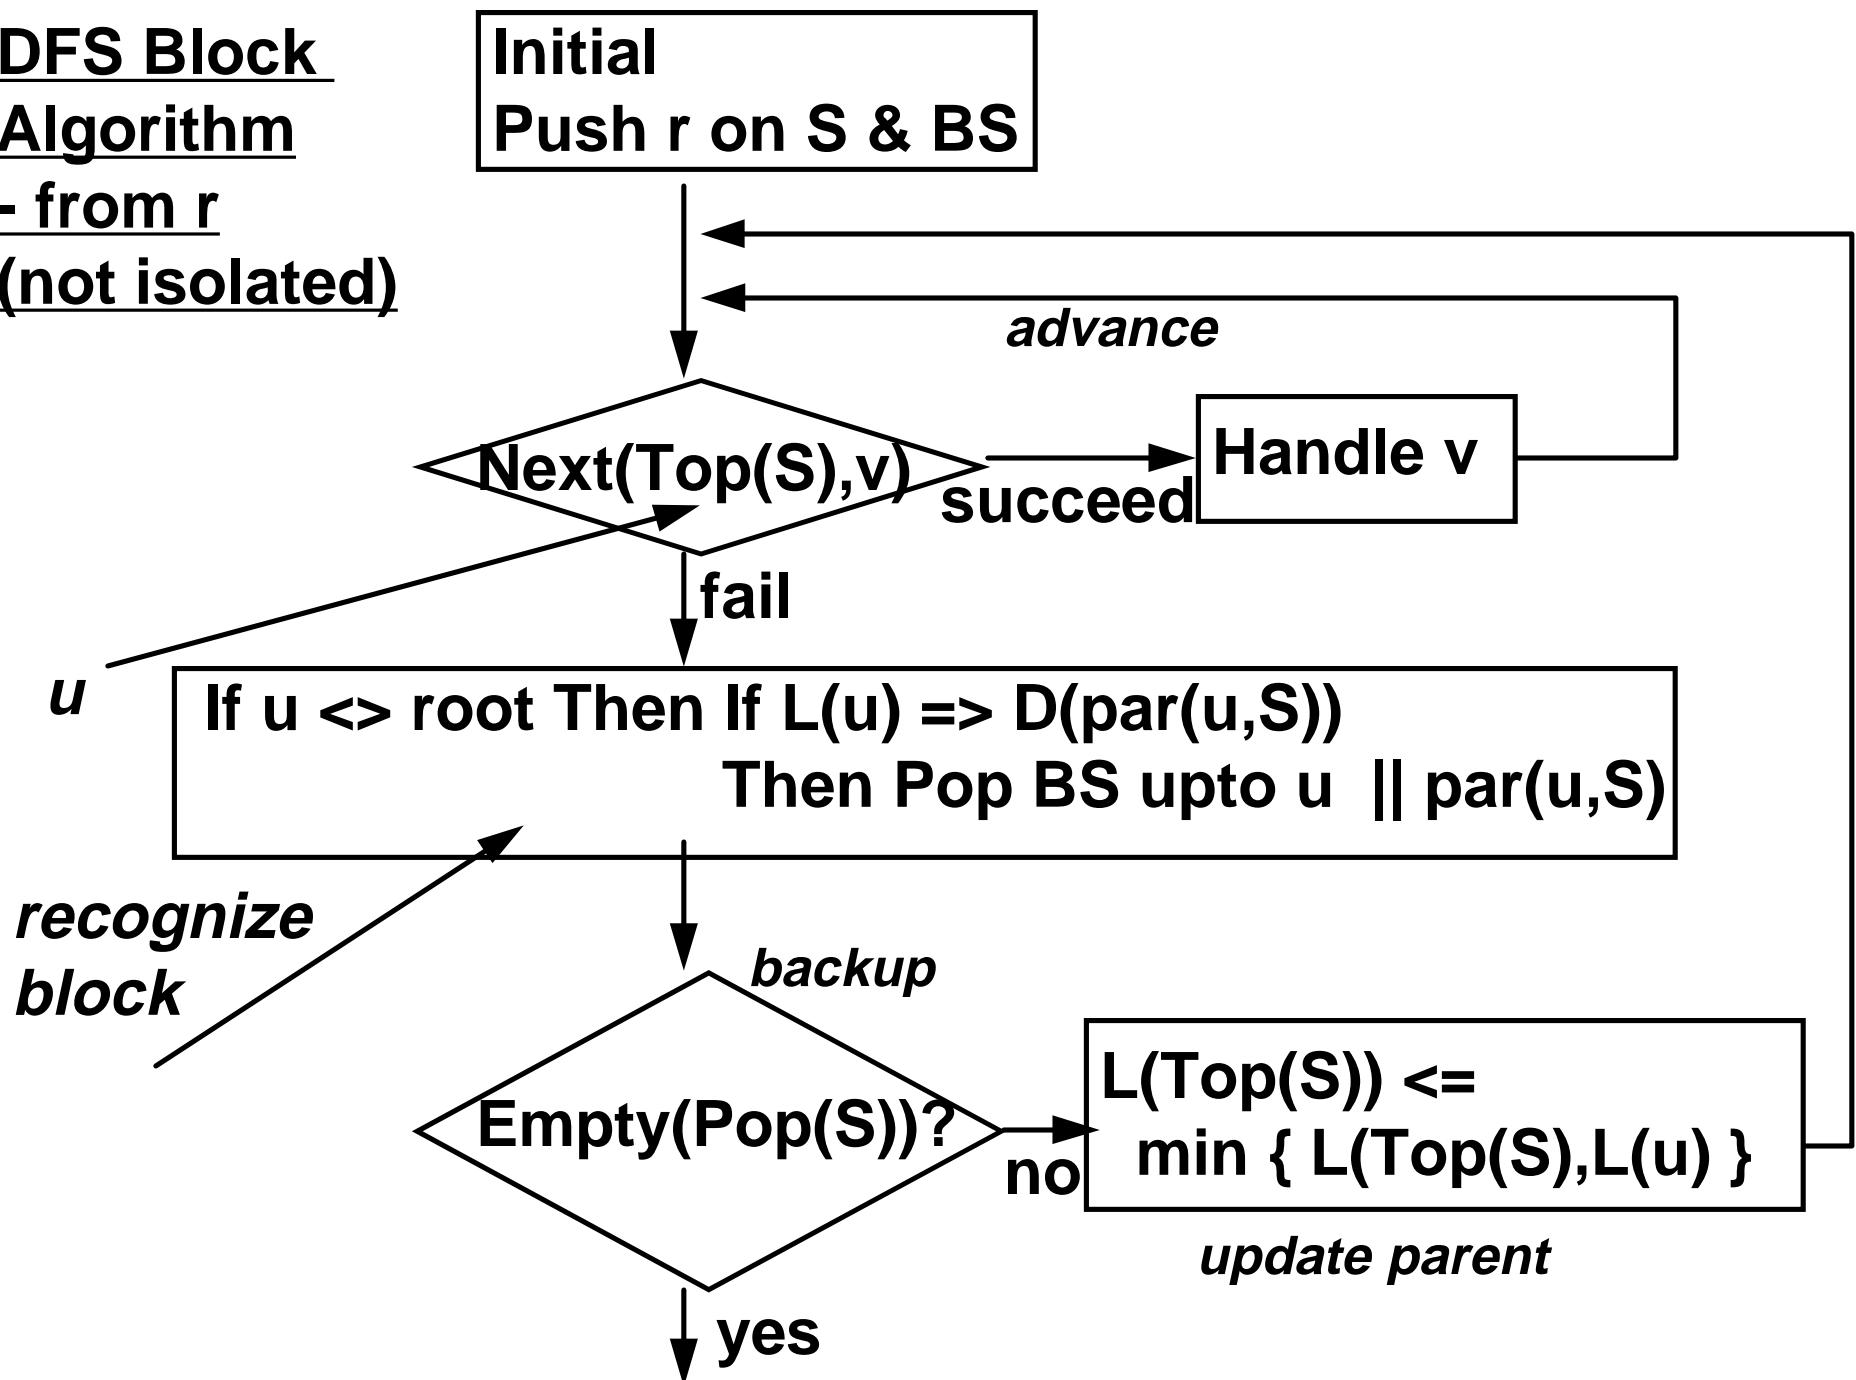 DFS Block
Algorithm
- from r
(not isolated)
Initial
Push r on S & BS
advance
Next(Top(S),v)
succeed
Handle v
fail
u
If u <> root Then If L(u) => D(par(u,S))
Then Pop BS upto u || par(u,S)
recognize
block
backup
Empty(Pop(S))?
no
L(Top(S)) <=
min { L(Top(S),L(u) }
update parent
yes